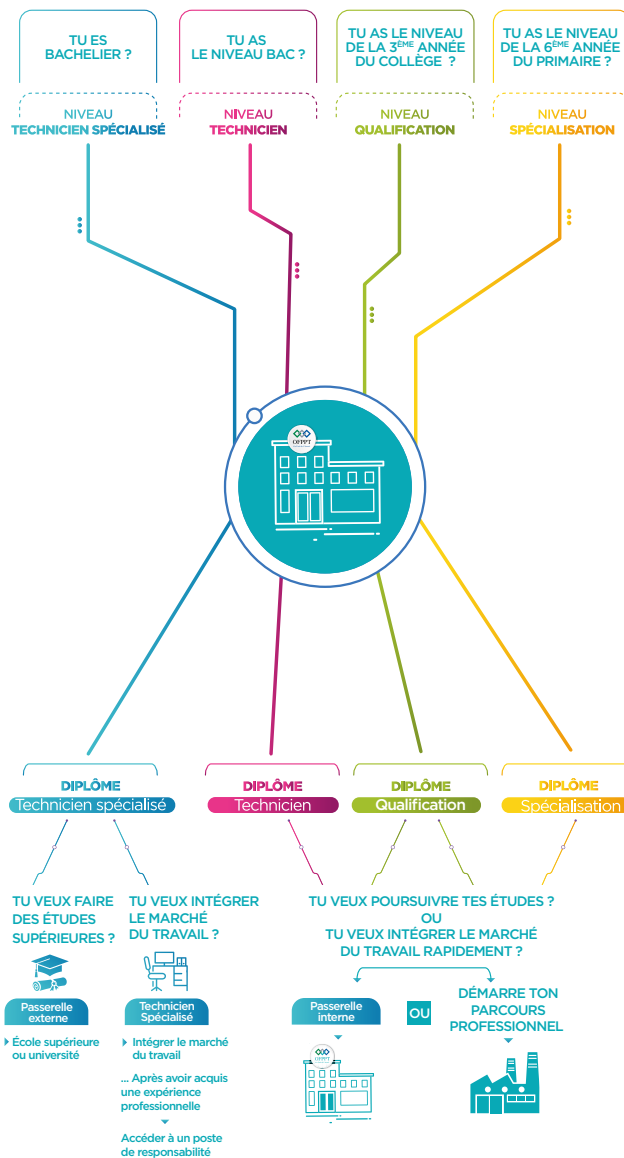 TU ES
BACHELIER ?
TU AS
LE NIVEAU BAC ?
TU AS LE NIVEAU
DE LA 3ÈME ANNÉE
DU COLLÈGE ?
TU AS LE NIVEAU
DE LA 6ÈME ANNÉE
DU PRIMAIRE ?
NIVEAU
TECHNICIEN SPÉCIALISÉ
NIVEAU
TECHNICIEN
NIVEAU
QUALIFICATION
NIVEAU
SPÉCIALISATION
OFPPT
DIPLÔME
Technicien spécialisé
DIPLÔME
Technicien
DIPLÔME
Qualification
DIPLÔME
Spécialisation
TU VEUX FAIRE
DES ÉTUDES
SUPÉRIEURES ?
TU VEUX INTÉGRER
LE MARCHÉ
DU TRAVAIL ?
TU VEUX POURSUIVRE TES ÉTUDES ?
OU
TU VEUX INTÉGRER LE MARCHÉ
DU TRAVAIL RAPIDEMENT ?
Passerelle
externe
École supérieure
ou université
Technicien
Spécialisé
Intégrer le marché
du travail
... Après avoir acquis
une expérience
professionnelle
Accéder à un poste
de responsabilité
Passerelle
interne
OFPPT
OU
DÉMARRE TON
PARCOURS
PROFESSIONNEL